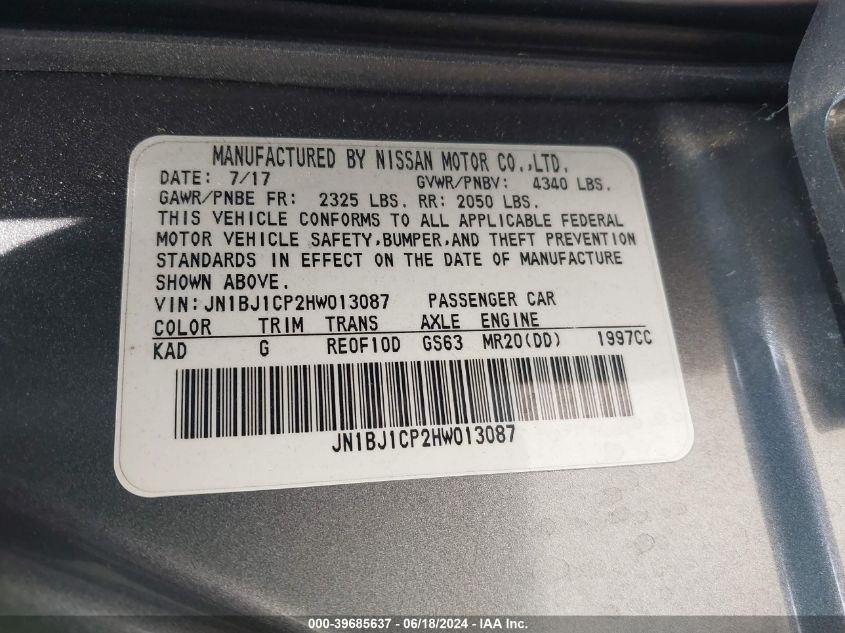 MANUFACTURED BY NISSAN MOTOR CO.,LTD.
DATE: 7/17 GVWR/PNBV: 4340 LBS.
GAWR/PNBE FR: 2325 LBS. RR: 2050 LBS.
THIS VEHICLE CONFORMS TO ALL APPLICABLE FEDERAL
MOTOR VEHICLE SAFETY,BUMPER,AND THEFT PREVENTION
STANDARDS IN EFFECT ON THE DATE OF MANUFACTURE
SHOWN ABOVE.
VIN:JN1BJ1CP2HW013087 PASSENGER CAR
COLOR TRIM TRANS AXLE ENGINE
KAD G RE0F10D GS63 MR20(DD) 1997CC
JN1BJ1CP2HW013087
000-39685637 - 06/18/2024 - IAA Inc.